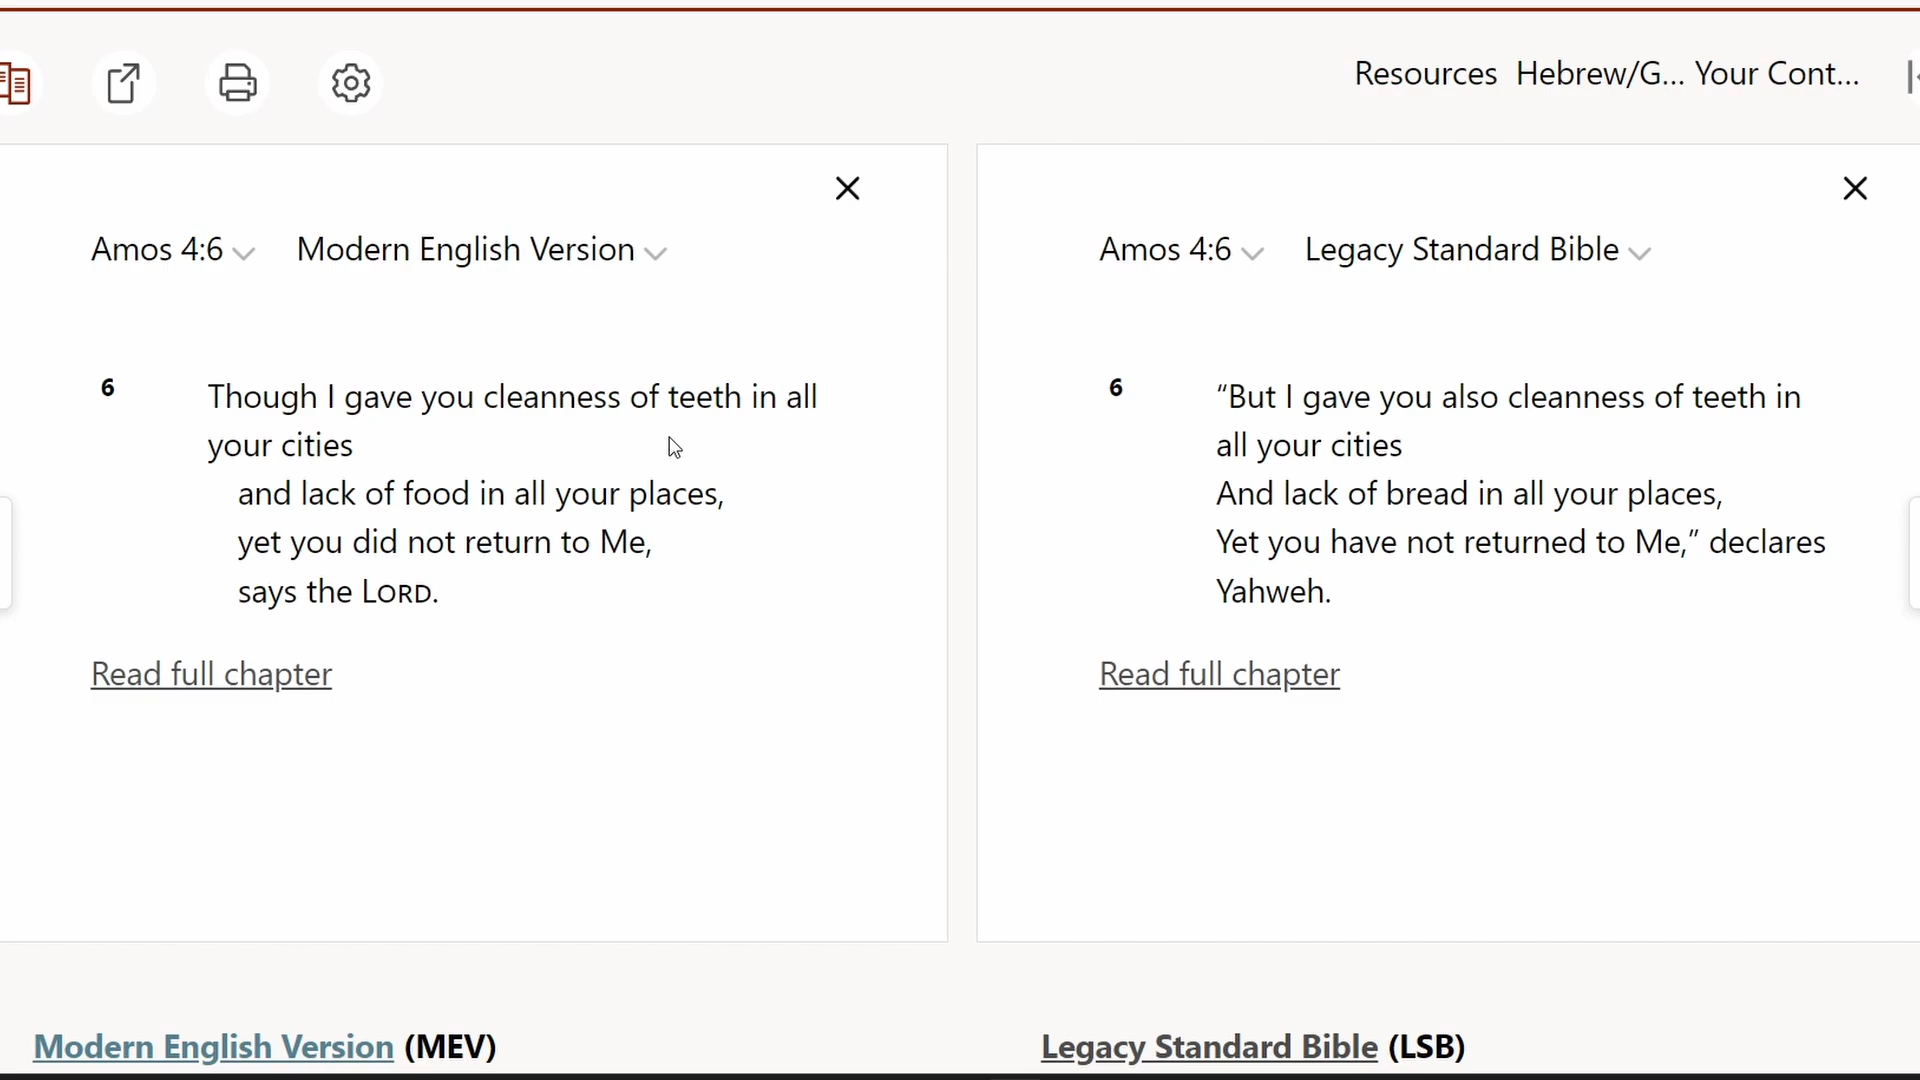 Resources Hebrew/G... Your Cont...
Amos 4:6 Modern English Version
6 Though I gave you cleanness of teeth in all
your cities
and lack of food in all your places,
yet you did not return to Me,
says the LORD.
Read full chapter
Modern English Version (MEV)
Amos 4:6 Legacy Standard Bible
6 “But I gave you also cleanness of teeth in
all your cities
And lack of bread in all your places,
Yet you have not returned to Me,” declares
Yahweh.
Read full chapter
Legacy Standard Bible (LSB)